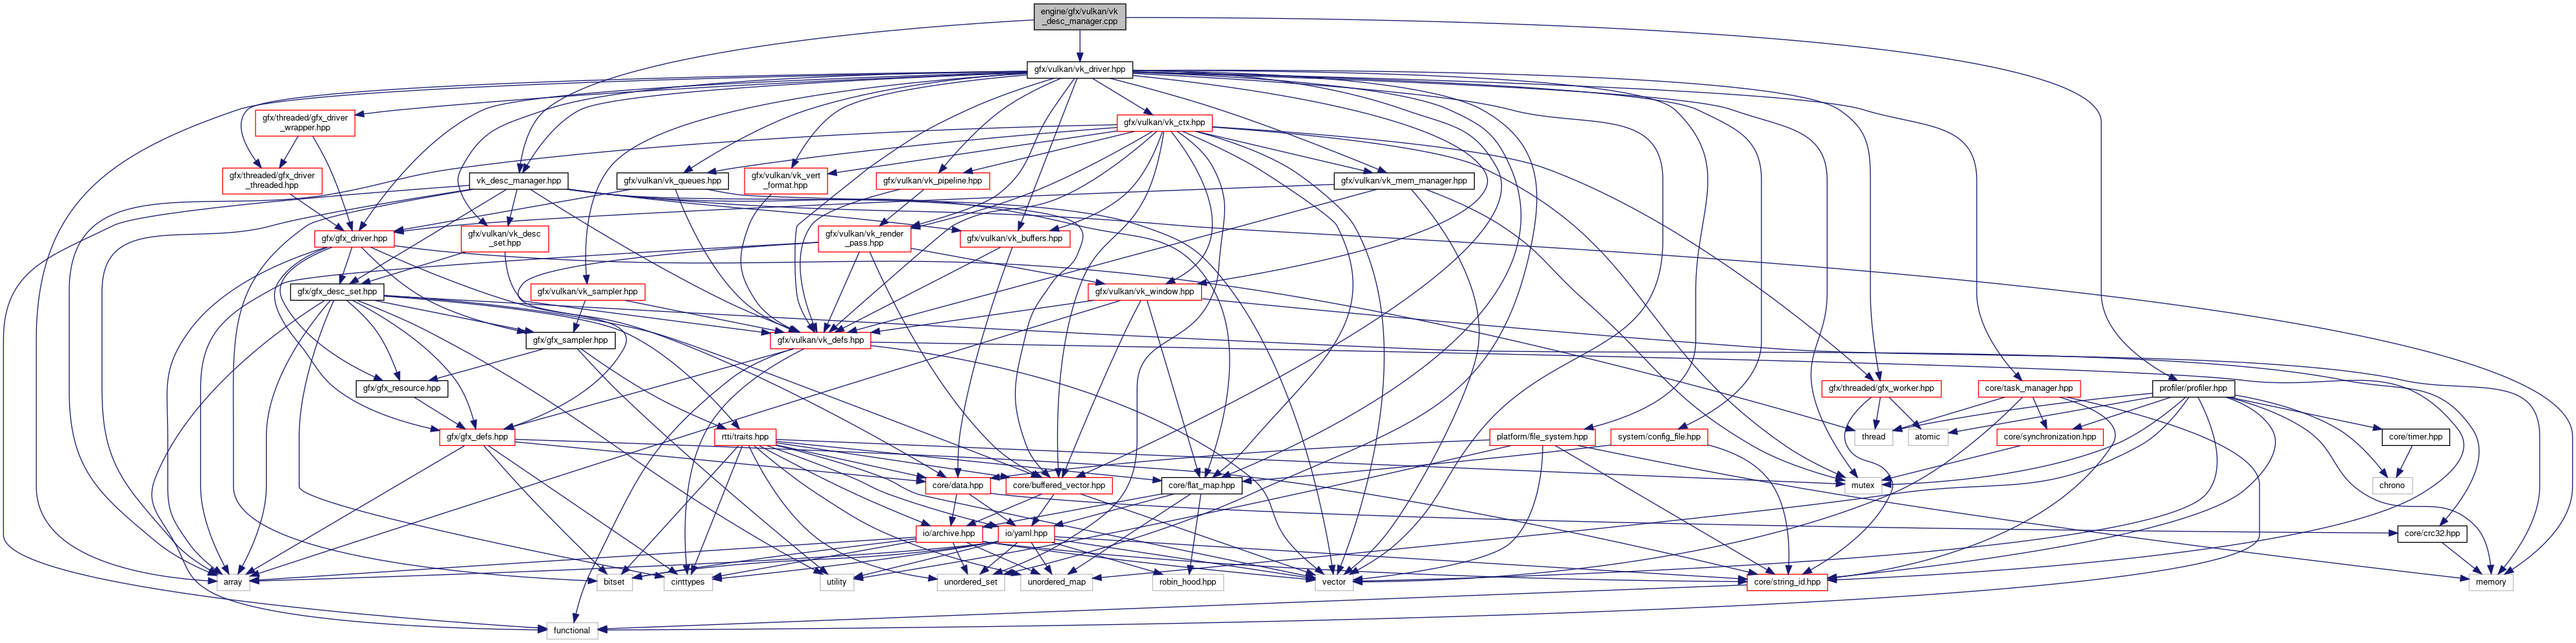 engine/gfx/vulkan/vk
_desc_manager.cpp
gfx/vulkan/vk_driver.hpp
gfx/threaded/gfx_driver
_wrapper.hpp
gfx/vulkan/vk_ctx.hpp
gfx/threaded/gfx_driver
_threaded.hpp
vk_desc_manager.hpp
gfx/vulkan/vk_queues.hpp
gfx/vulkan/vk_vert
_format.hpp
gfx/vulkan/vk_pipeline.hpp
gfx/vulkan/vk_mem_manager.hpp
gfx/gfx_driver.hpp
gfx/vulkan/vk_desc
_set.hpp
gfx/vulkan/vk_render
_pass.hpp
gfx/vulkan/vk_buffers.hpp
gfx/gfx_desc_set.hpp
gfx/vulkan/vk_sampler.hpp
gfx/vulkan/vk_window.hpp
gfx/gfx_sampler.hpp
gfx/vulkan/vk_defs.hpp
gfx/gfx_resource.hpp
gfx/threaded/gfx_worker.hpp
core/task_manager.hpp
profiler/profiler.hpp
gfx/gfx_defs.hpp
rtti/traits.hpp
platform/file_system.hpp
system/config_file.hpp
thread
atomic
core/synchronization.hpp
core/timer.hpp
core/data.hpp
core/buffered_vector.hpp
core/flat_map.hpp
mutex
chrono
io/archive.hpp
io/yaml.hpp
core/crc32.hpp
array
bitset
cinttypes
utility
unordered_set
unordered_map
robin_hood.hpp
vector
core/string_id.hpp
memory
functional